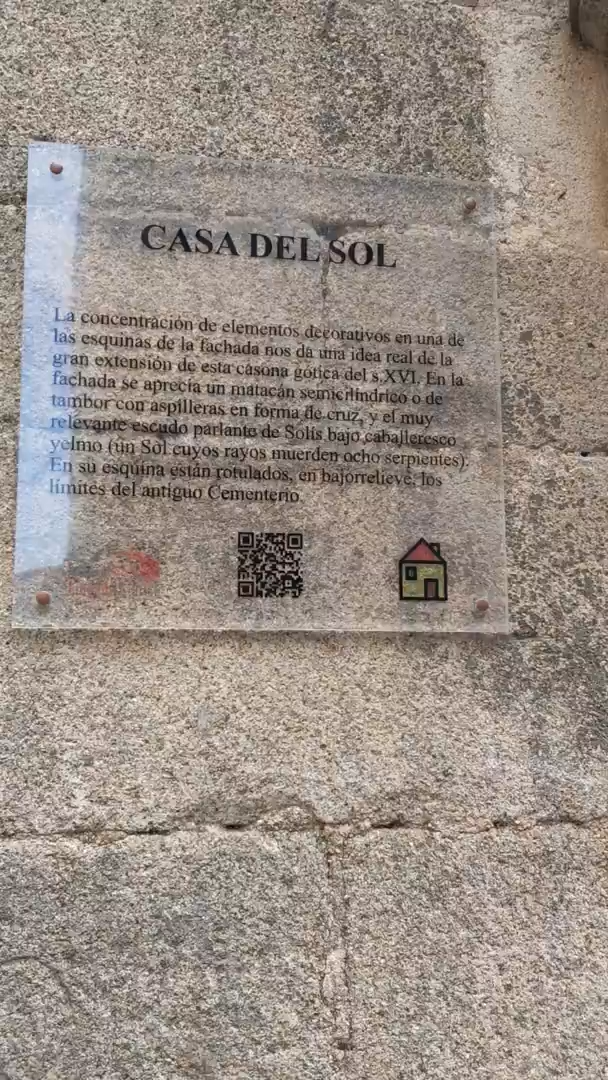 CASA DEL SOL
La concentración de elementos decorativos en una de
las esquinas de la fachada nos da una idea real de la
gran extensión de esta casona gótica del s.XVI. En la
fachada se aprecia un matacán semicilíndrico o de
tambor con aspilleras en forma de cruz, y el muy
relevante escudo parlante de Solís bajo caballeresco
yelmo (un Sol cuyos rayos muerden ocho serpientes).
En su esquina están rotulados, en bajorrelieve, los
límites del antiguo Cementerio